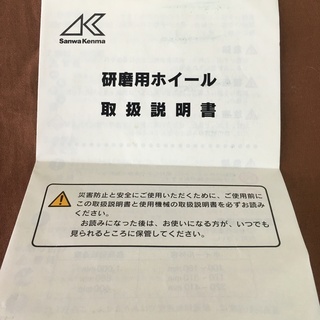 Sanwa Kenma
研磨用ホイール
取扱説明書
災害防止と安全にご使用いただくために、ご使用前に
この取扱説明書と使用機械の取扱説明書を必ずお読み
ください。
お読みになった後は、お使いになる方が、いつでも
見られるところに保管してください。